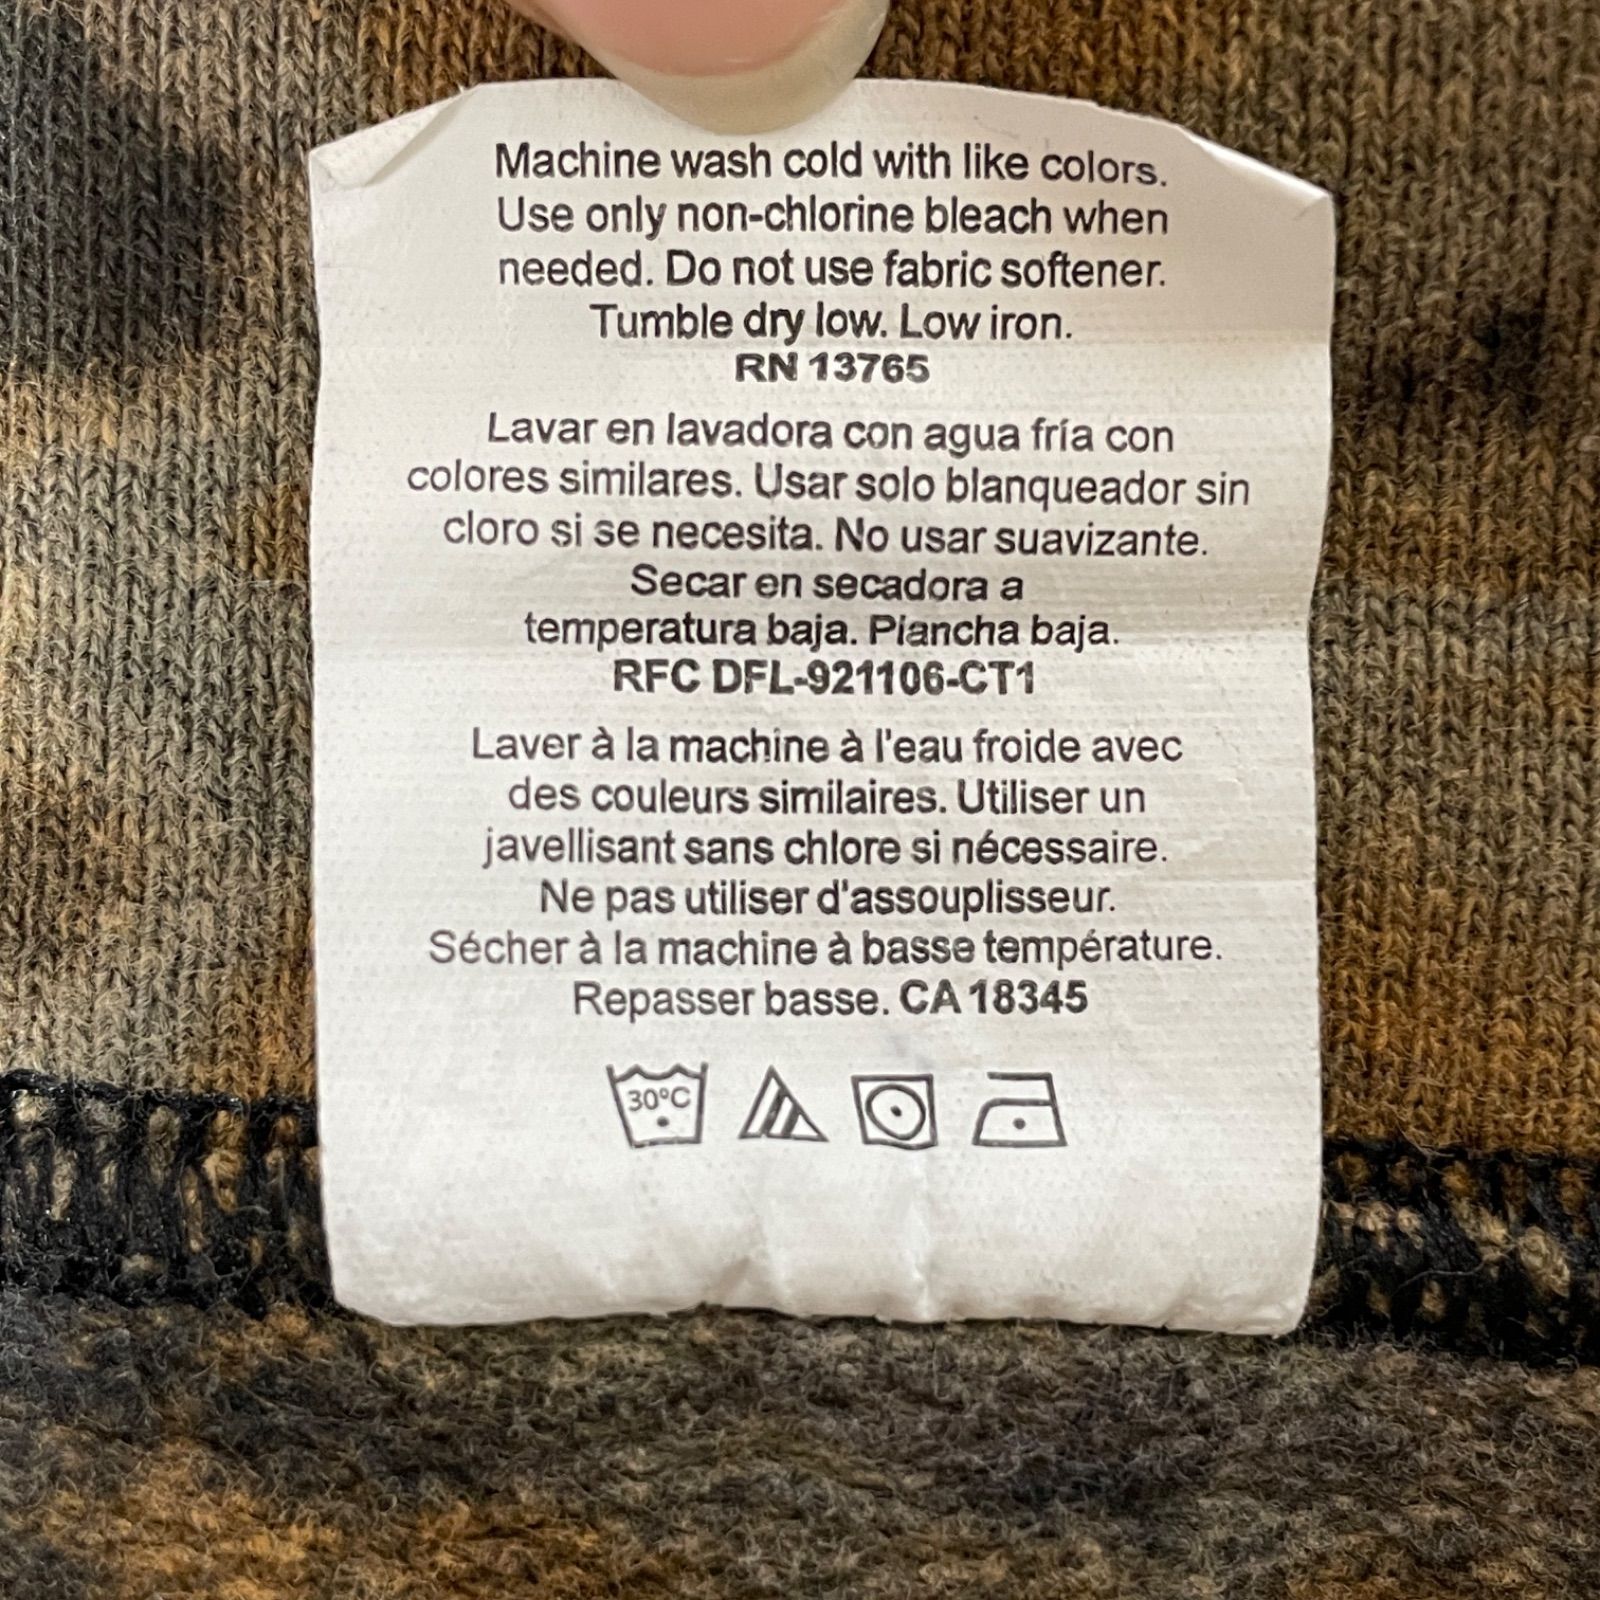 Machine wash cold with like colors.
Use only non-chlorine bleach when
needed. Do not use fabric softener.
Tumble dry low. Low iron.
RN 13765
Lavar en lavadora con agua fría con
colores similares. Usar solo blanqueador sin
cloro si se necesita. No usar suavizante.
Secar en secadora a
temperatura baja. Plancha baja.
RFC DFL-921106-CT1
Laver à la machine à l'eau froide avec
des couleurs similaires. Utiliser un
javellisant sans chlore si nécessaire.
Ne pas utiliser d'assouplisseur.
Sécher à la machine à basse température.
Repasser basse. CA 18345
30°C